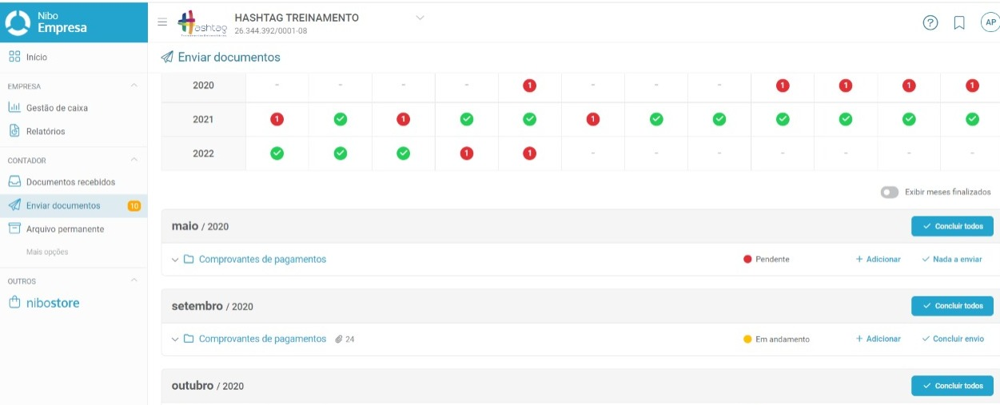 Nibo
Empresa
Hashtag
HASHTAG TREINAMENTO
26.344.392/0001-08
?
AP
Início
Enviar documentos
EMPRESA
Gestão de caixa
Relatórios
CONTADOR
Documentos recebidos
Enviar documentos 10
Arquivo permanente
Mais opções
OUTROS
nibostore
2020 - - - - 1 - - - 1 1 1 1
2021 1 1 1
2022 1 1 - - - - - - -
Exibir meses finalizados
maio / 2020 Concluir todos
Comprovantes de pagamentos Pendente + Adicionar Nada a enviar
setembro / 2020 Concluir todos
Comprovantes de pagamentos 24 Em andamento + Adicionar Concluir envio
outubro / 2020 Concluir todos